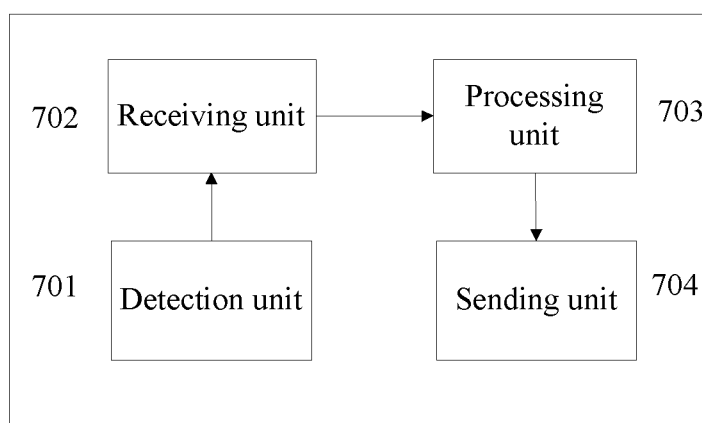 702
Receiving unit
Processing
unit
703
701
Detection unit
Sending unit
704